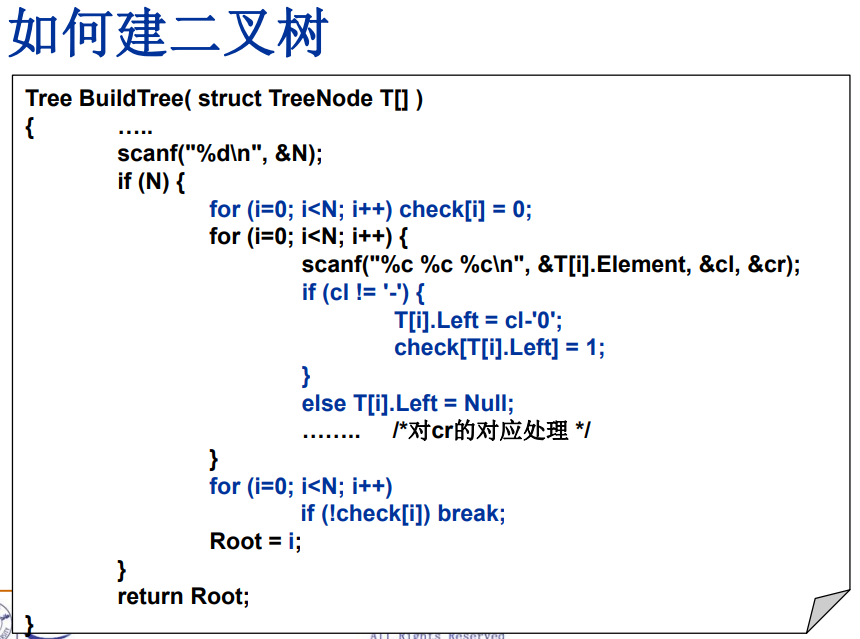 如何建二叉树
Tree BuildTree( struct TreeNode T[] )
{ …..
scanf("%d\n", &N);
if (N) {
for (i=0; i<N; i++) check[i] = 0;
for (i=0; i<N; i++) {
scanf("%c %c %c\n", &T[i].Element, &cl, &cr);
if (cl != '-') {
T[i].Left = cl-'0';
check[T[i].Left] = 1;
}
else T[i].Left = Null;
…….. /*对cr的对应处理 */
}
for (i=0; i<N; i++)
if (!check[i]) break;
Root = i;
}
return Root;
}
All Rights Reserved